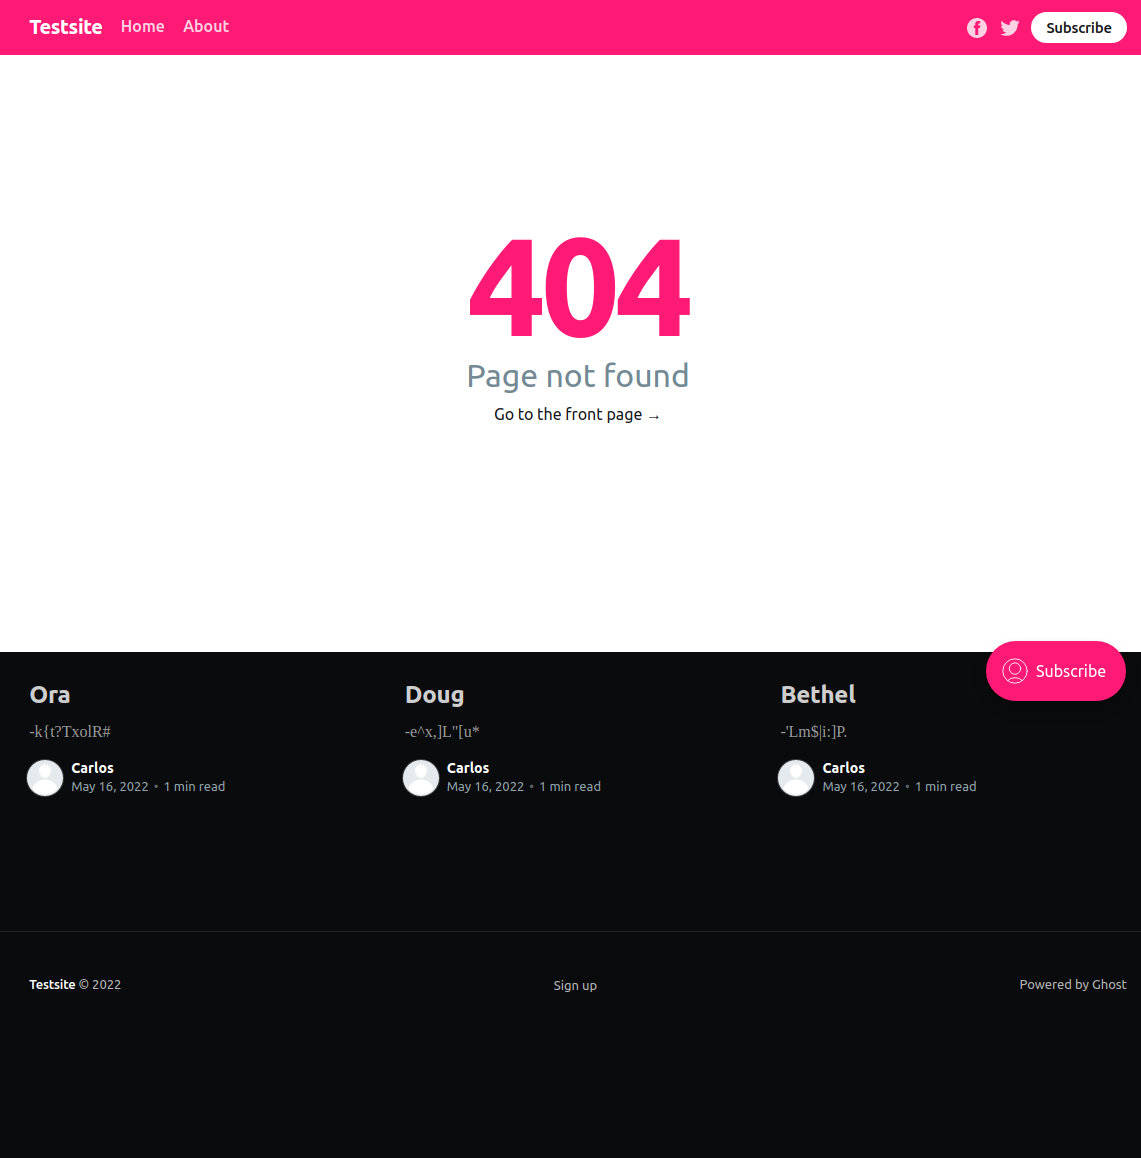 Testsite Home About Subscribe
404
Page not found
Go to the front page →
Subscribe
Ora
-k{t?TxolR#
Carlos
May 16, 2022 • 1 min read
Doug
-e^x,]L"[u*
Carlos
May 16, 2022 • 1 min read
Bethel
-'Lm$|i:]P.
Carlos
May 16, 2022 • 1 min read
Testsite © 2022
Sign up
Powered by Ghost